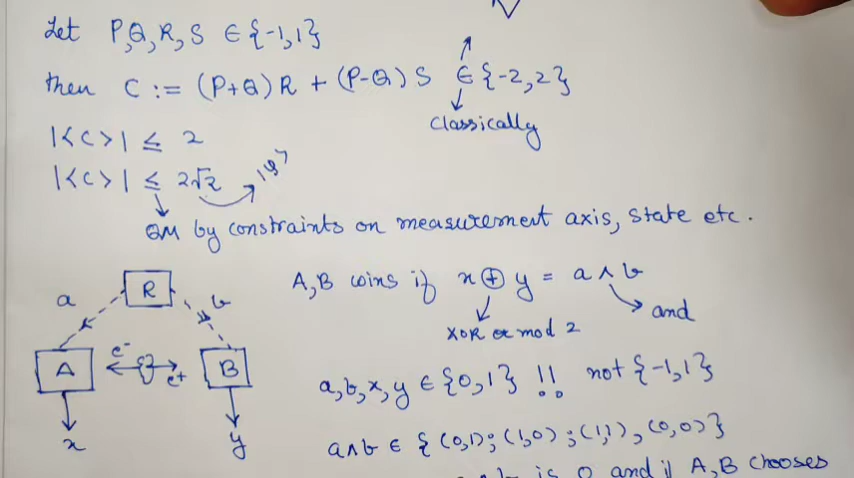 Let P,Q,R,S ∈ {-1,1}
then C := (P+Q)R + (P-Q)S ∈ {-2,2}
classically
|<C>| ≤ 2
|<C>| ≤ 2√2
QM by constraints on measurement axis, state etc.
A,B wins if x ⊕ y = a ∧ b
XOR or mod 2
and
R
a
b
A
e-
e+
B
x
y
a,b,x,y ∈ {0,1} !! not {-1,1}
a∧b ∈ {(0,1);(1,0);(1,1),(0,0)}
is 0 and if A,B chooses